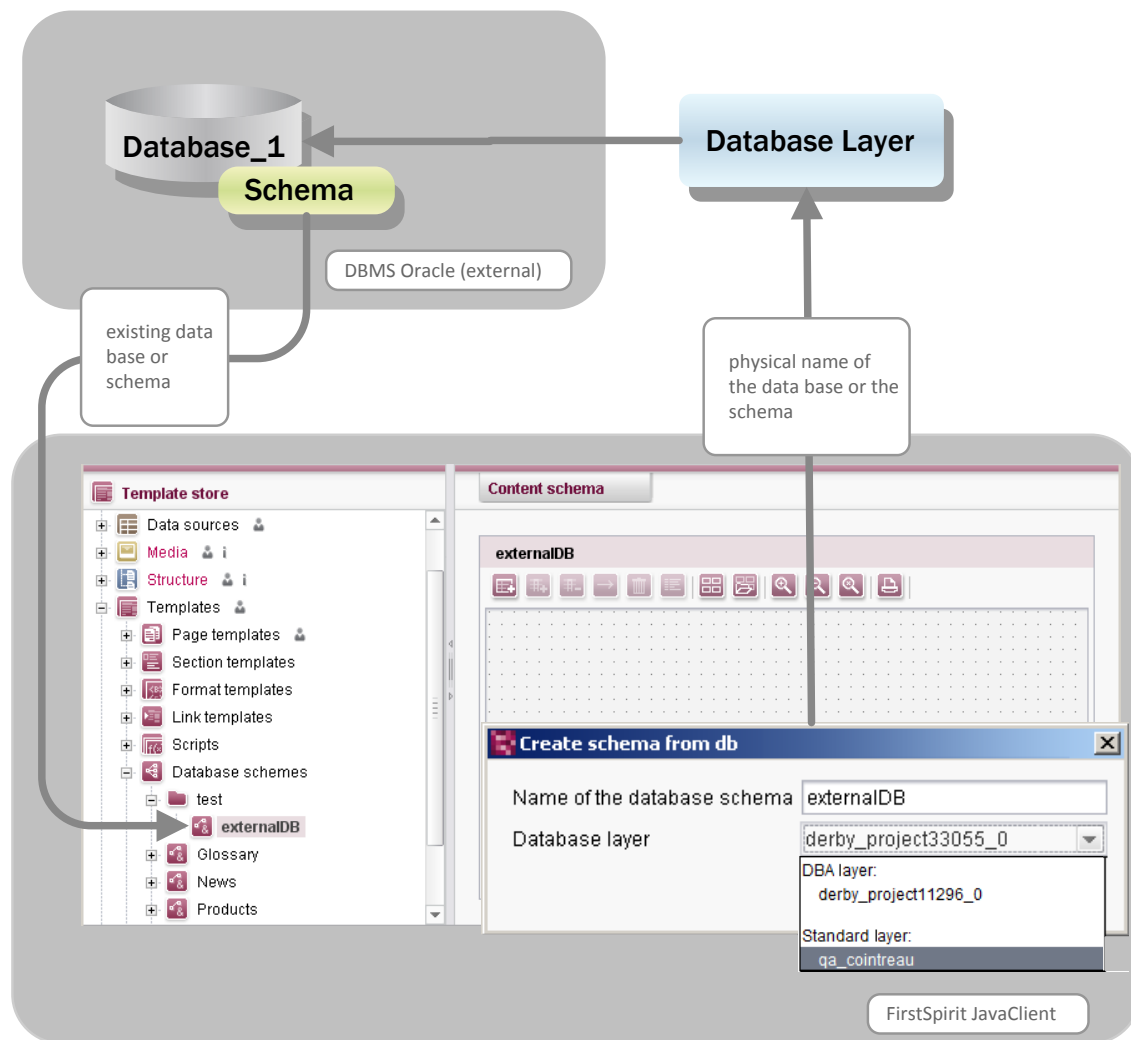 Database_1
Schema
Database Layer
DBMS Oracle (external)
existing data
base or
schema
physical name of
the data base or the
schema
Template store
Data sources
Media
Structure
Templates
Page templates
Section templates
Format templates
Link templates
Scripts
Database schemes
test
externalDB
Glossary
News
Products
Content schema
externalDB
Create schema from db
Name of the database schema externalDB
Database layer derby_project33055_0
DBA layer:
derby_project11296_0
Standard layer:
qa_cointreau
FirstSpirit JavaClient